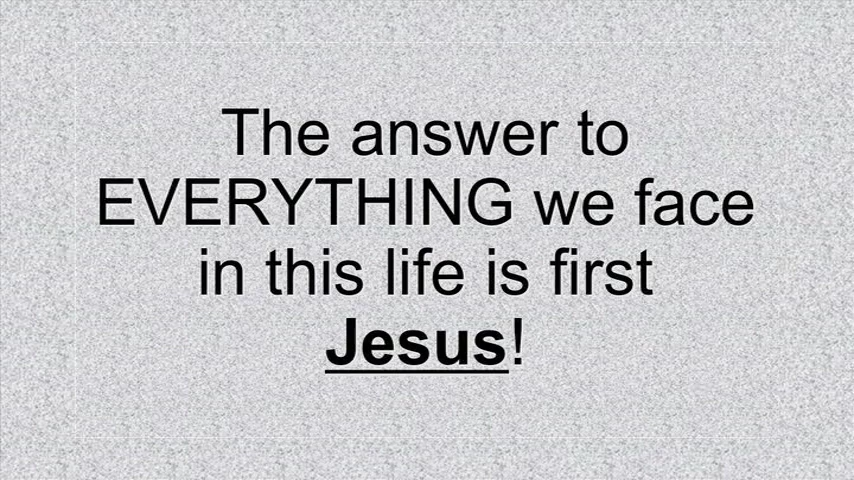 The answer to
EVERYTHING we face
in this life is first
Jesus!